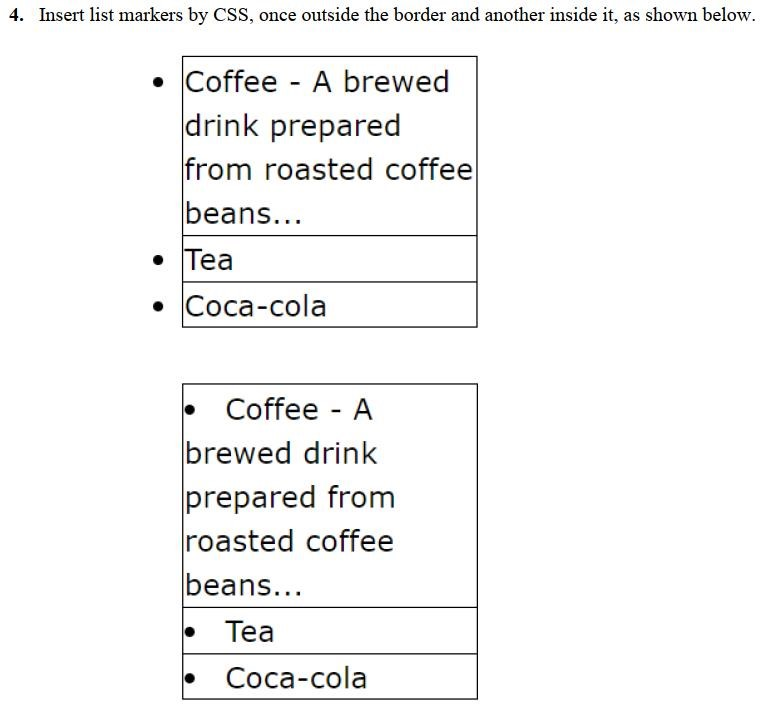 4. Insert list markers by CSS, once outside the border and another inside it, as shown below.
• Coffee - A brewed
drink prepared
from roasted coffee
beans...
• Tea
• Coca-cola
• Coffee - A
brewed drink
prepared from
roasted coffee
beans...
• Tea
• Coca-cola